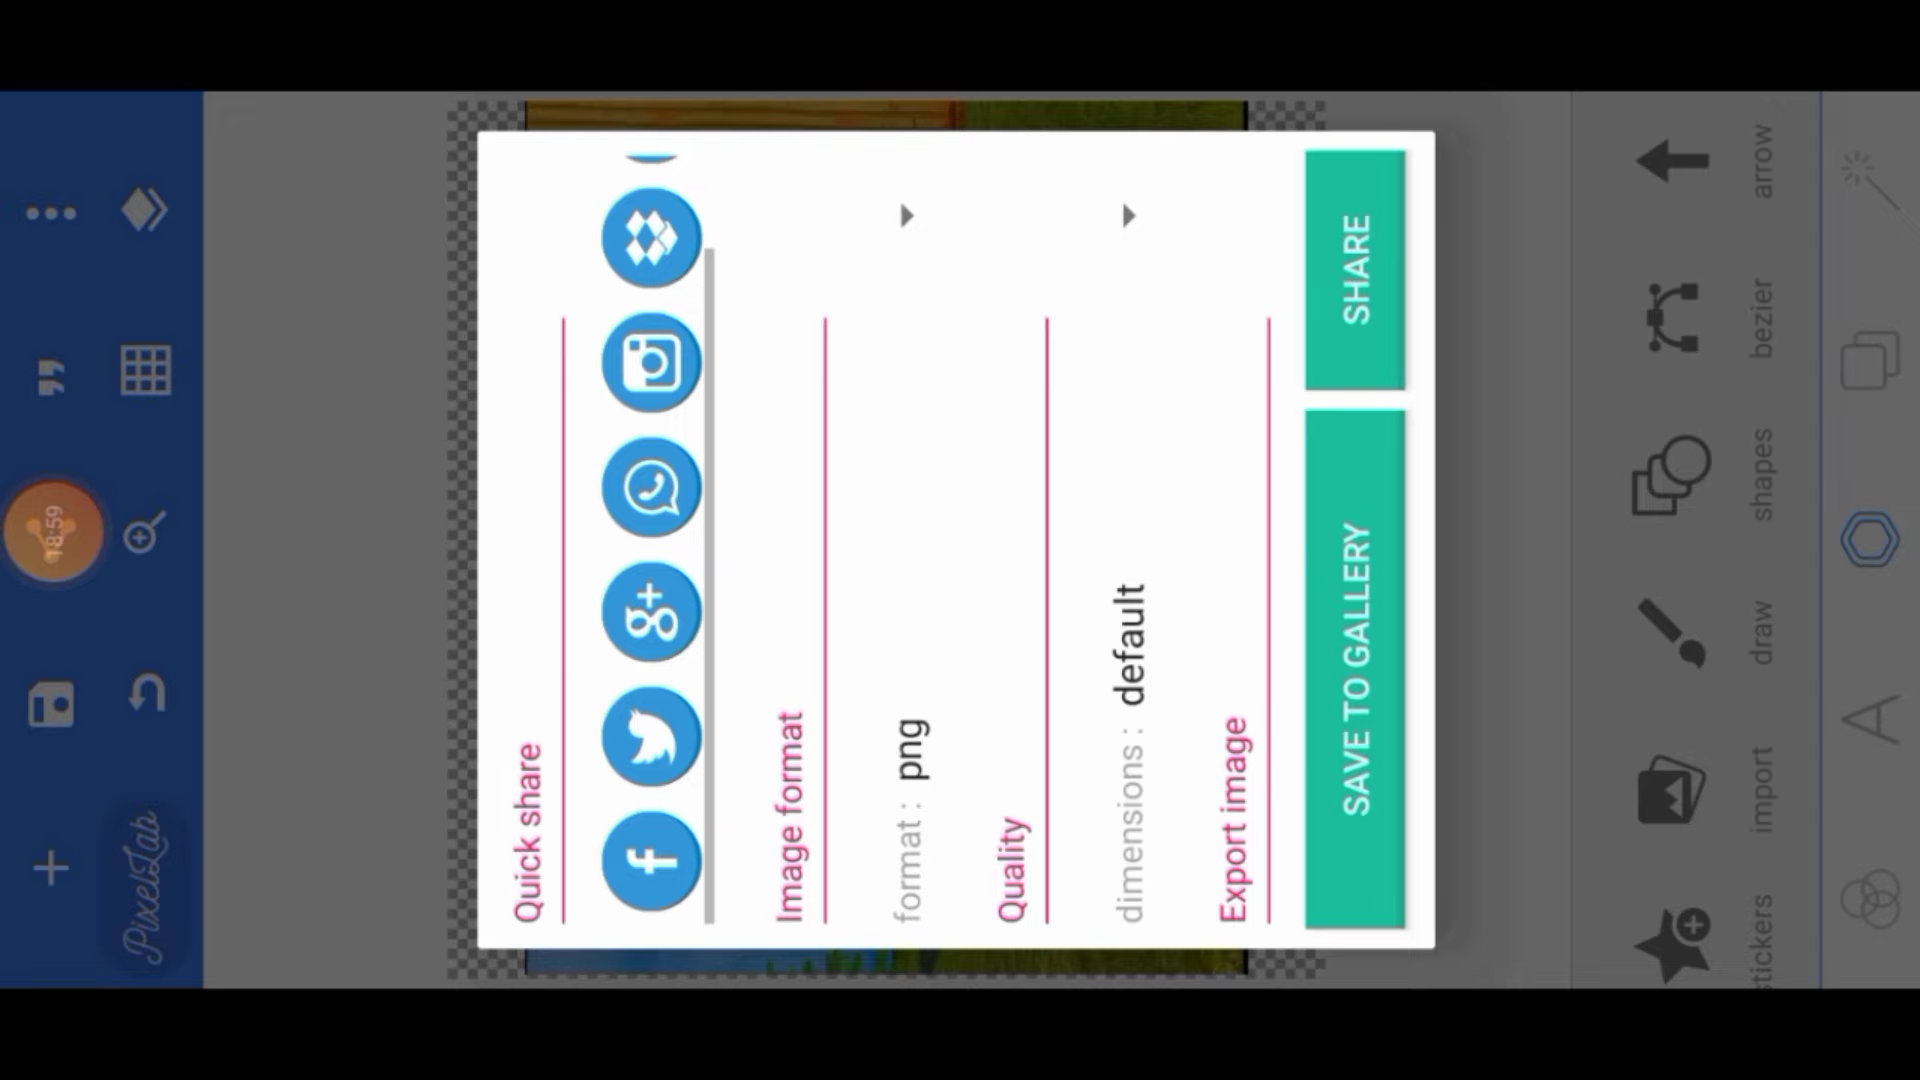 PixelLab
18:59
Quick share
Image format
format : png
Quality
dimensions : default
Export image
SAVE TO GALLERY
SHARE
stickers
import
draw
shapes
bezier
arrow